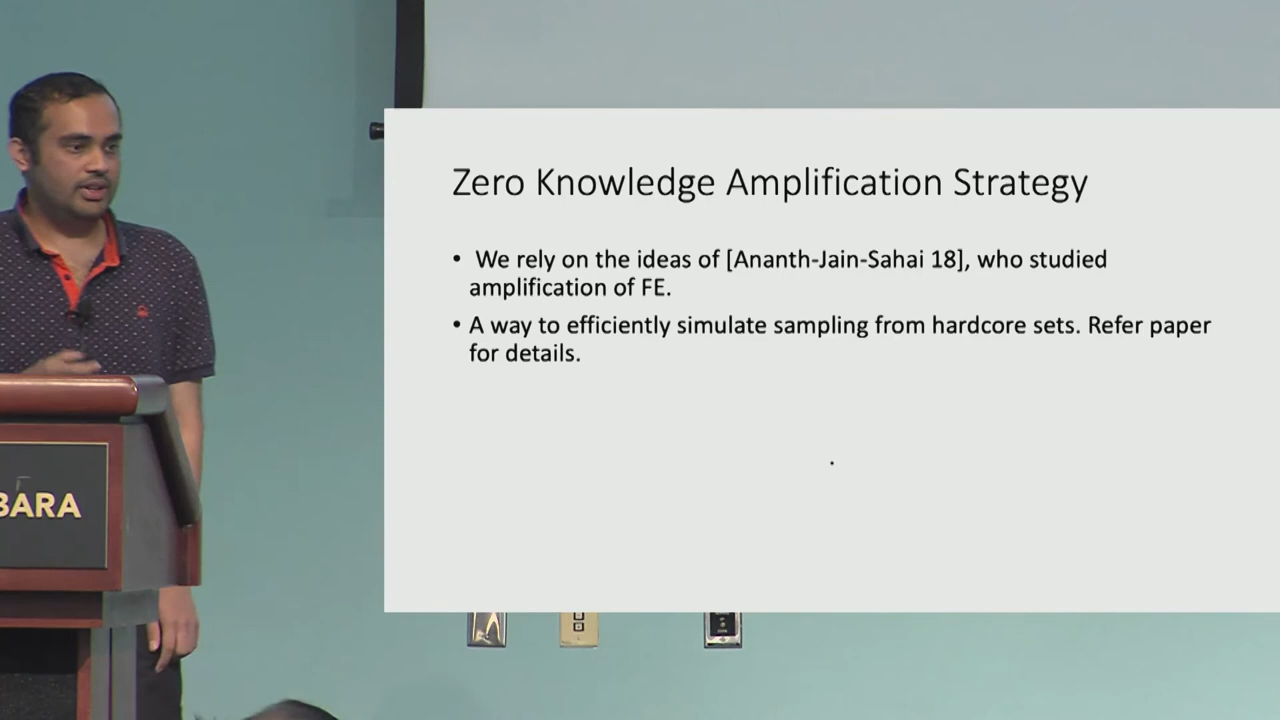 Zero Knowledge Amplification Strategy
• We rely on the ideas of [Ananth-Jain-Sahai 18], who studied
amplification of FE.
• A way to efficiently simulate sampling from hardcore sets. Refer paper
for details.
BARA